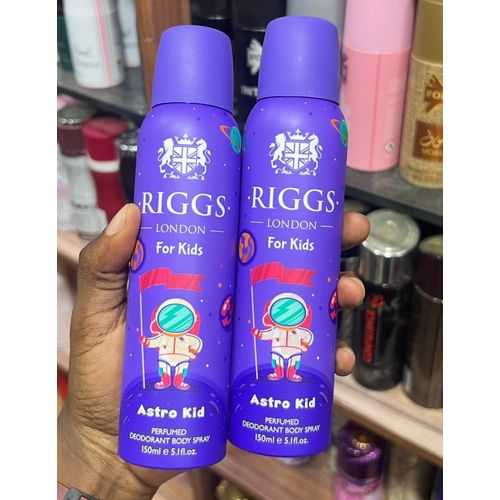 RIGGS
LONDON
For Kids
Astro Kid
PERFUMED
DEODORANT BODY SPRAY
150ml e 5.1fl.oz.
RIGGS
LONDON
For Kids
Astro Kid
PERFUMED
DEODORANT BODY SPRAY
150ml e 5.1fl.oz.